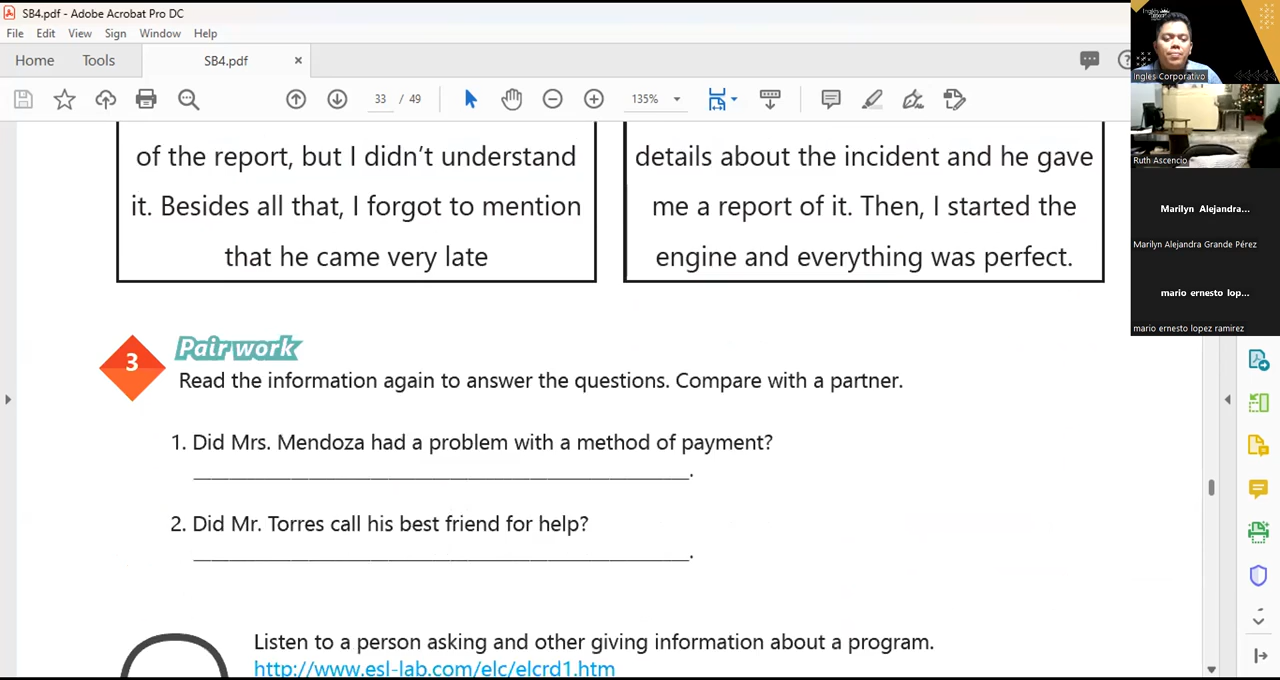 SB4.pdf - Adobe Acrobat Pro DC
File Edit View Sign Window Help
Home Tools SB4.pdf ×
33 / 49 135%
of the report, but I didn't understand
it. Besides all that, I forgot to mention
that he came very late
details about the incident and he gave
me a report of it. Then, I started the
engine and everything was perfect.
3 Pair work
Read the information again to answer the questions. Compare with a partner.
1. Did Mrs. Mendoza had a problem with a method of payment?
.
2. Did Mr. Torres call his best friend for help?
.
Listen to a person asking and other giving information about a program.
http://www.esl-lab.com/elc/elcrd1.htm
Ingles Corporativo
Ruth Ascencio
Marilyn Alejandra...
Marilyn Alejandra Grande Pérez
mario ernesto lop...
mario ernesto lopez ramirez